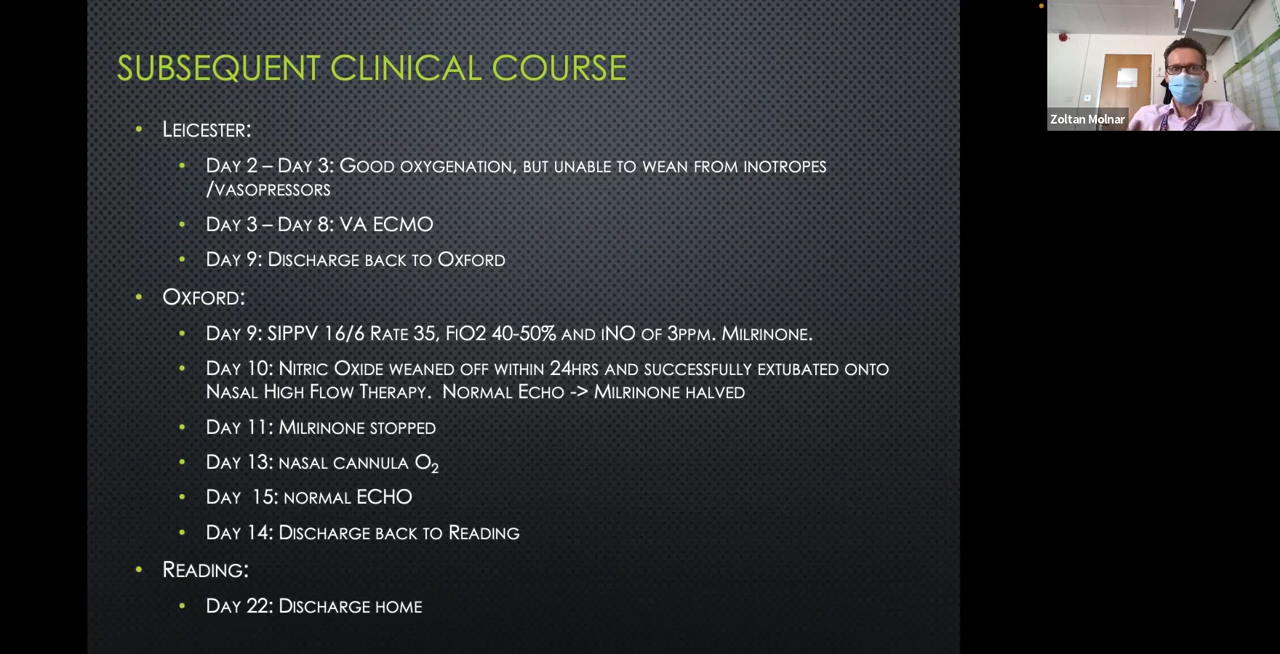 SUBSEQUENT CLINICAL COURSE
• LEICESTER:
• DAY 2 – DAY 3: GOOD OXYGENATION, BUT UNABLE TO WEAN FROM INOTROPES
/VASOPRESSORS
• DAY 3 – DAY 8: VA ECMO
• DAY 9: DISCHARGE BACK TO OXFORD
• OXFORD:
• DAY 9: SIPPV 16/6 RATE 35, FIO2 40-50% AND INO OF 3PPM. MILRINONE.
• DAY 10: NITRIC OXIDE WEANED OFF WITHIN 24HRS AND SUCCESSFULLY EXTUBATED ONTO
NASAL HIGH FLOW THERAPY. NORMAL ECHO -> MILRINONE HALVED
• DAY 11: MILRINONE STOPPED
• DAY 13: NASAL CANNULA O₂
• DAY 15: NORMAL ECHO
• DAY 14: DISCHARGE BACK TO READING
• READING:
• DAY 22: DISCHARGE HOME
Zoltan Molnar